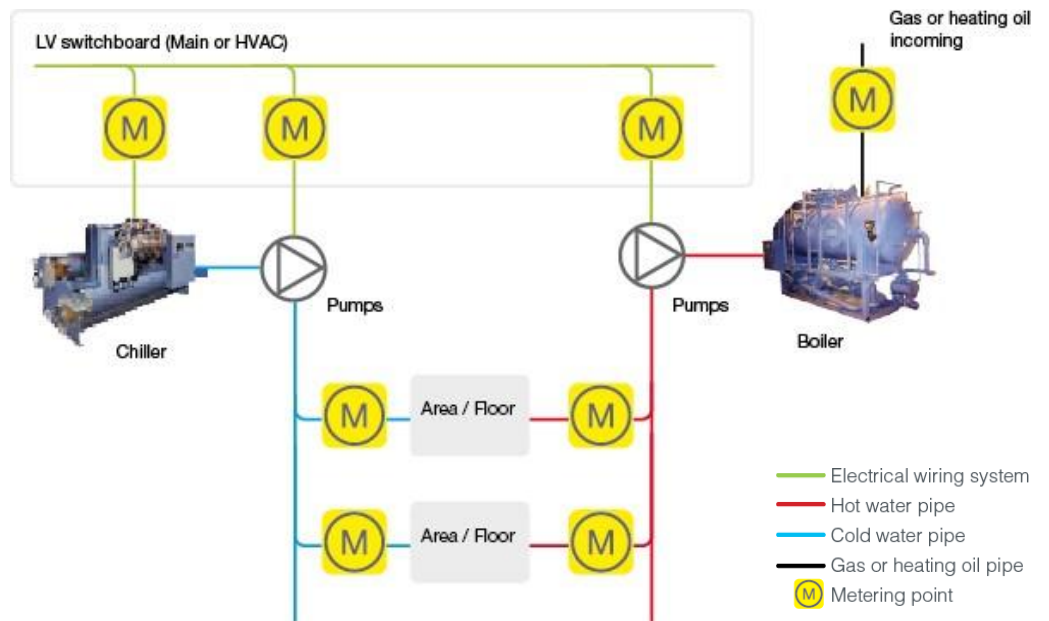 Gas or heating oil
incoming
LV switchboard (Main or HVAC)
M
M
M
M
Pumps
Pumps
Boiler
Chiller
M
Area / Floor
M
M
Area / Floor
M
Electrical wiring system
Hot water pipe
Cold water pipe
Gas or heating oil pipe
M
Metering point